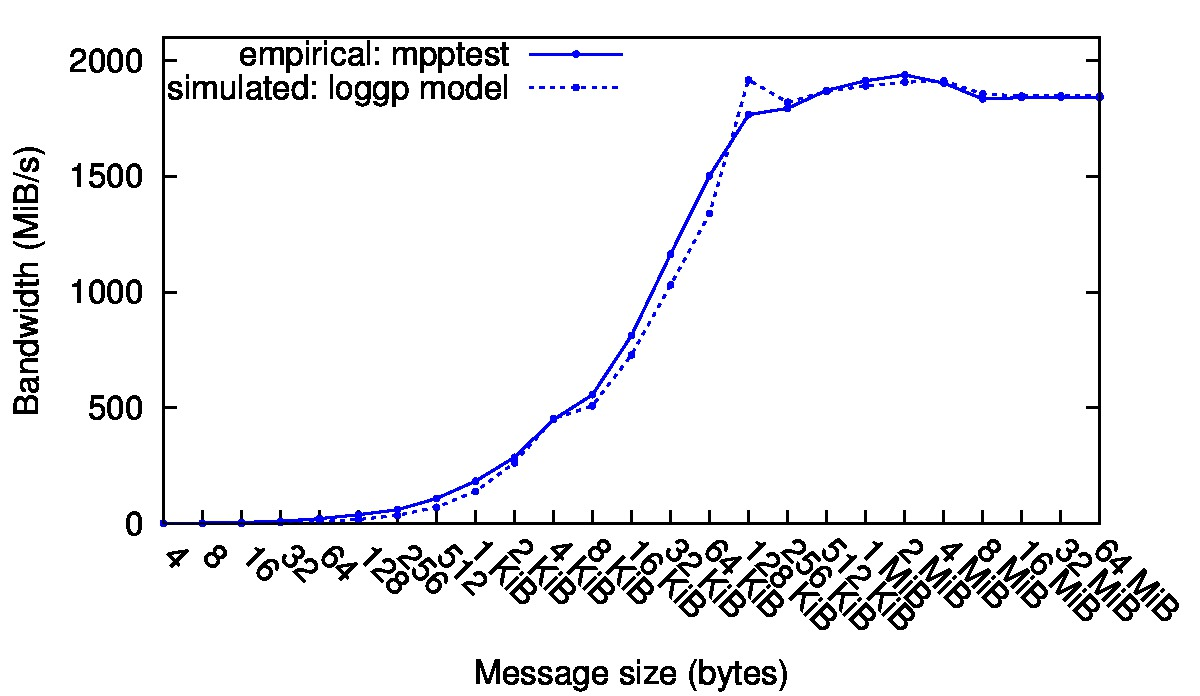 empirical: mpptest
simulated: loggp model
Bandwidth (MiB/s)
2000
1500
1000
500
0
4
8
16
32
64
128
256
512
1 KiB
2 KiB
4 KiB
8 KiB
16 KiB
32 KiB
64 KiB
128 KiB
256 KiB
512 KiB
1 MiB
2 MiB
4 MiB
8 MiB
16 MiB
32 MiB
64 MiB
Message size (bytes)